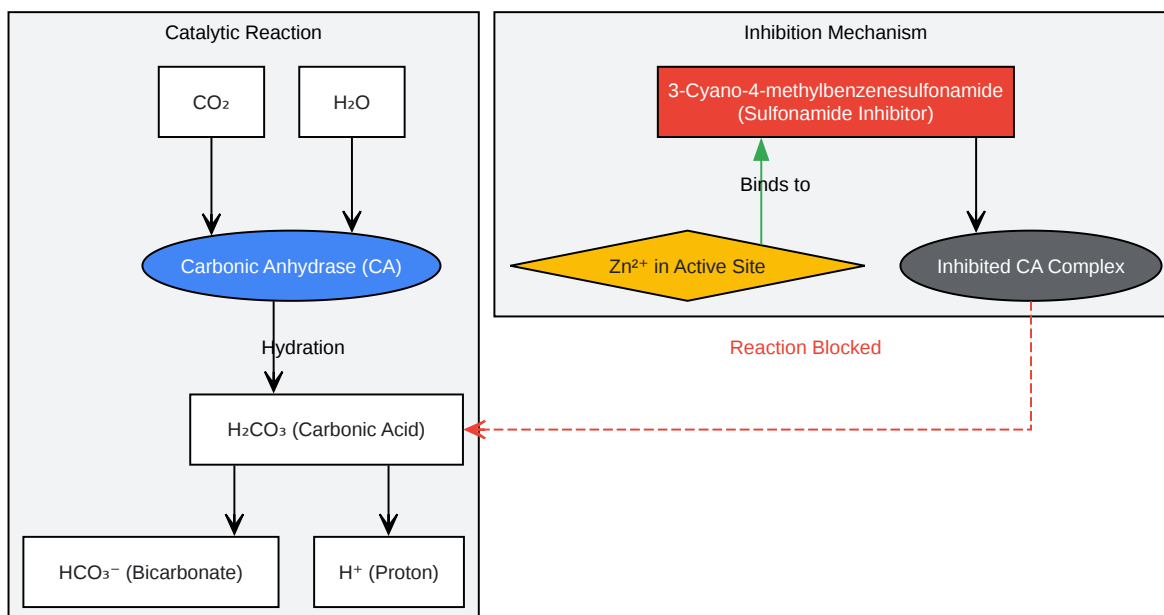 Catalytic Reaction
CO₂
H₂O
Carbonic Anhydrase (CA)
Hydration
H₂CO₃ (Carbonic Acid)
HCO₃⁻ (Bicarbonate)
H⁺ (Proton)
Inhibition Mechanism
3-Cyano-4-methylbenzenesulfonamide
(Sulfonamide Inhibitor)
Binds to
Zn²⁺ in Active Site
Inhibited CA Complex
Reaction Blocked